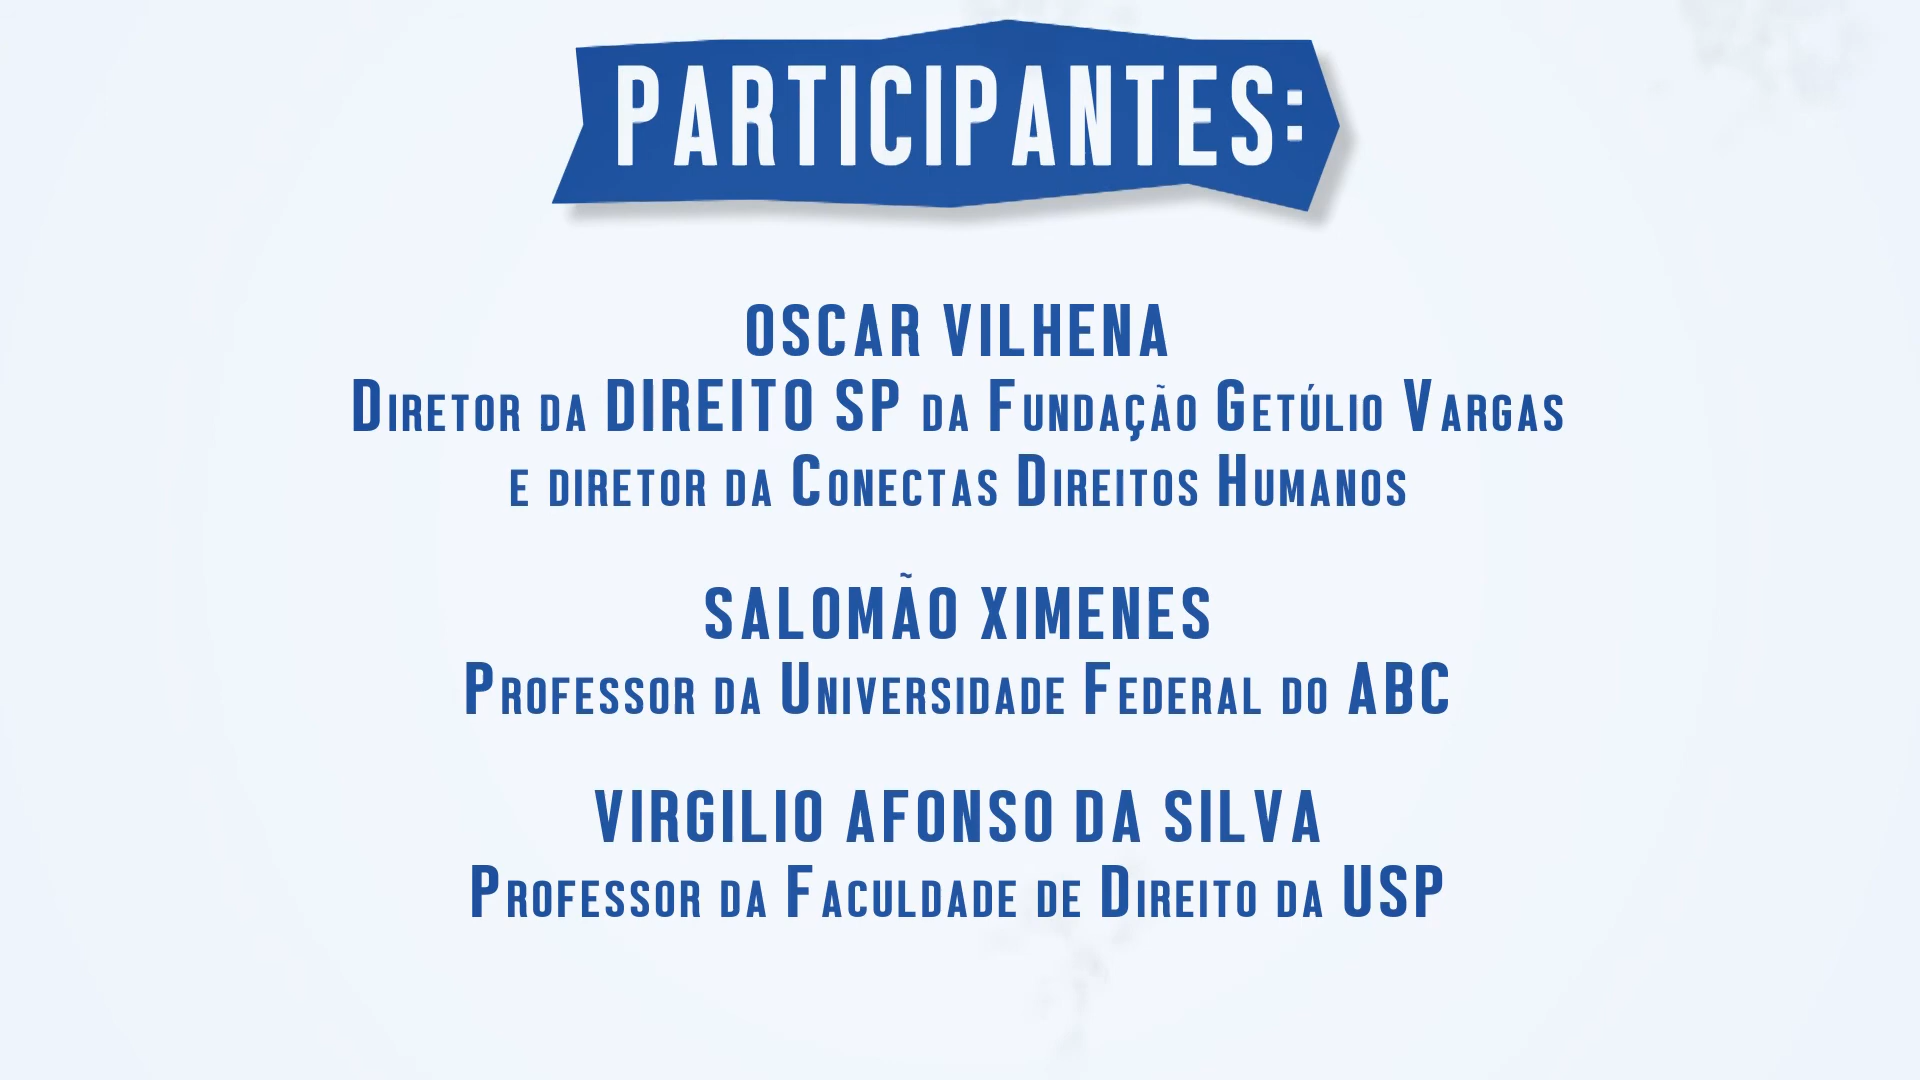 PARTICIPANTES:
OSCAR VILHENA
Diretor da DIREITO SP da Fundação Getúlio Vargas
e diretor da Conectas Direitos Humanos
SALOMÃO XIMENES
Professor da Universidade Federal do ABC
VIRGILIO AFONSO DA SILVA
Professor da Faculdade de Direito da USP